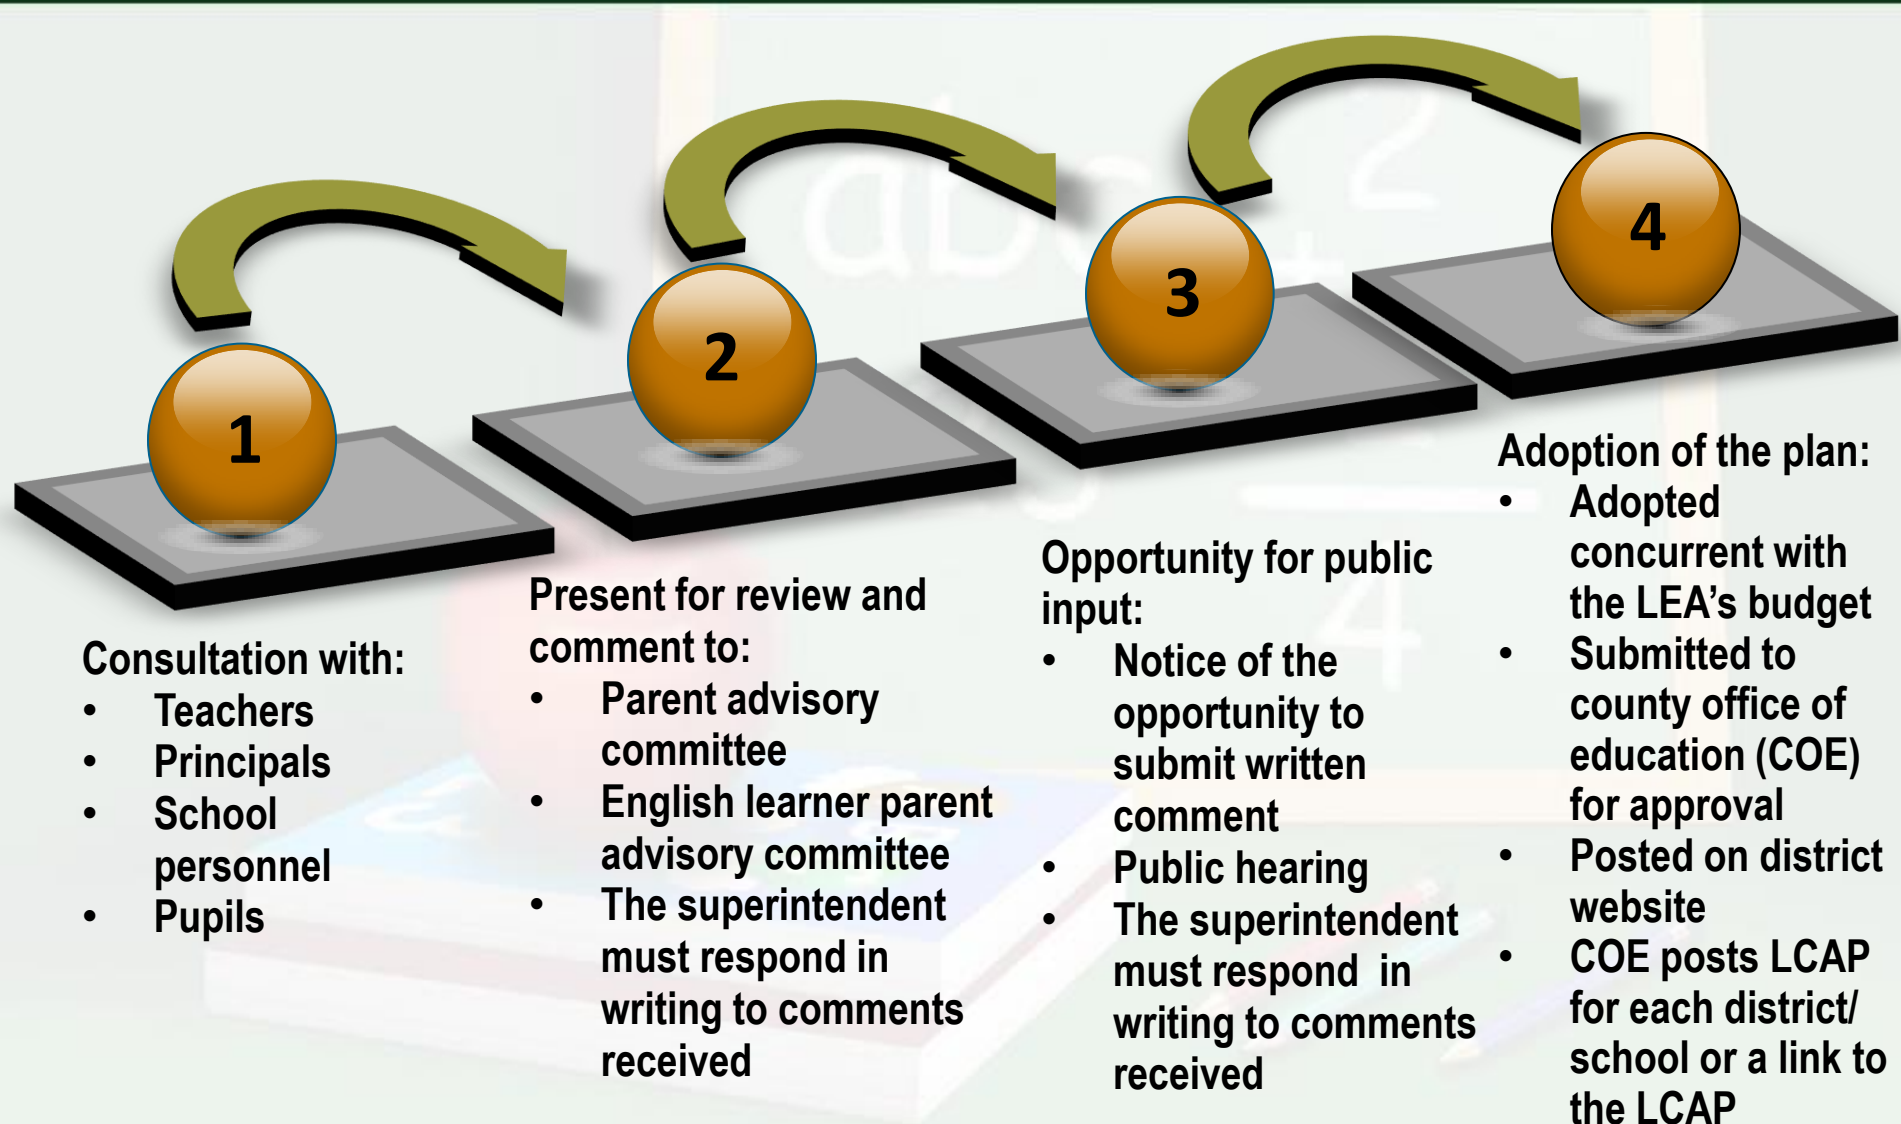 1
Consultation with:
• Teachers
• Principals
• School
personnel
• Pupils
2
Present for review and
comment to:
• Parent advisory
committee
• English learner parent
advisory committee
• The superintendent
must respond in
writing to comments
received
3
Opportunity for public
input:
• Notice of the
opportunity to
submit written
comment
• Public hearing
• The superintendent
must respond  in
writing to comments
received
4
Adoption of the plan:
• Adopted
concurrent with
the LEA’s budget
• Submitted to
county office of
education (COE)
for approval
• Posted on district
website
• COE posts LCAP
for each district/
school or a link to
the LCAP
abc
2
+
4